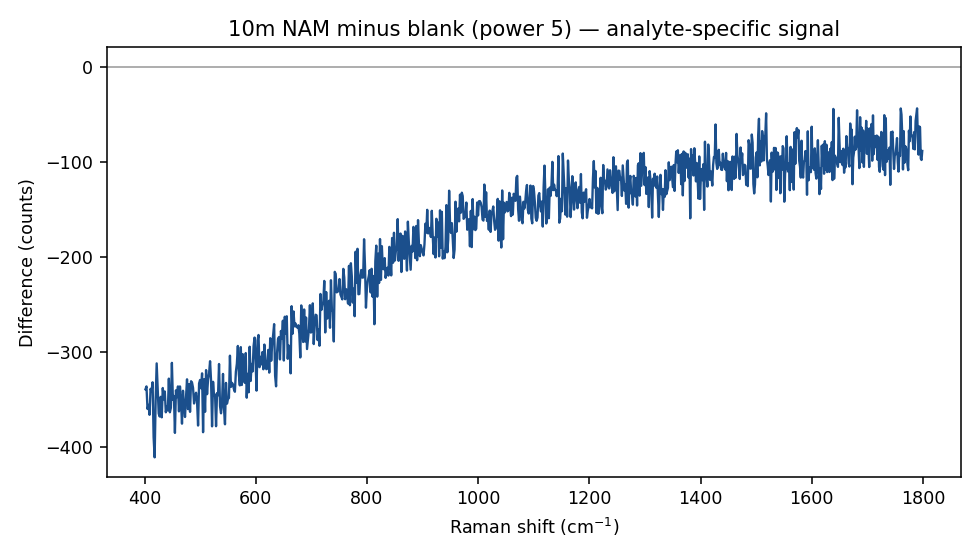 10m NAM minus blank (power 5) — analyte-specific signal
Difference (counts)
0
−100
−200
−300
−400
400 600 800 1000 1200 1400 1600 1800
Raman shift (cm⁻¹)